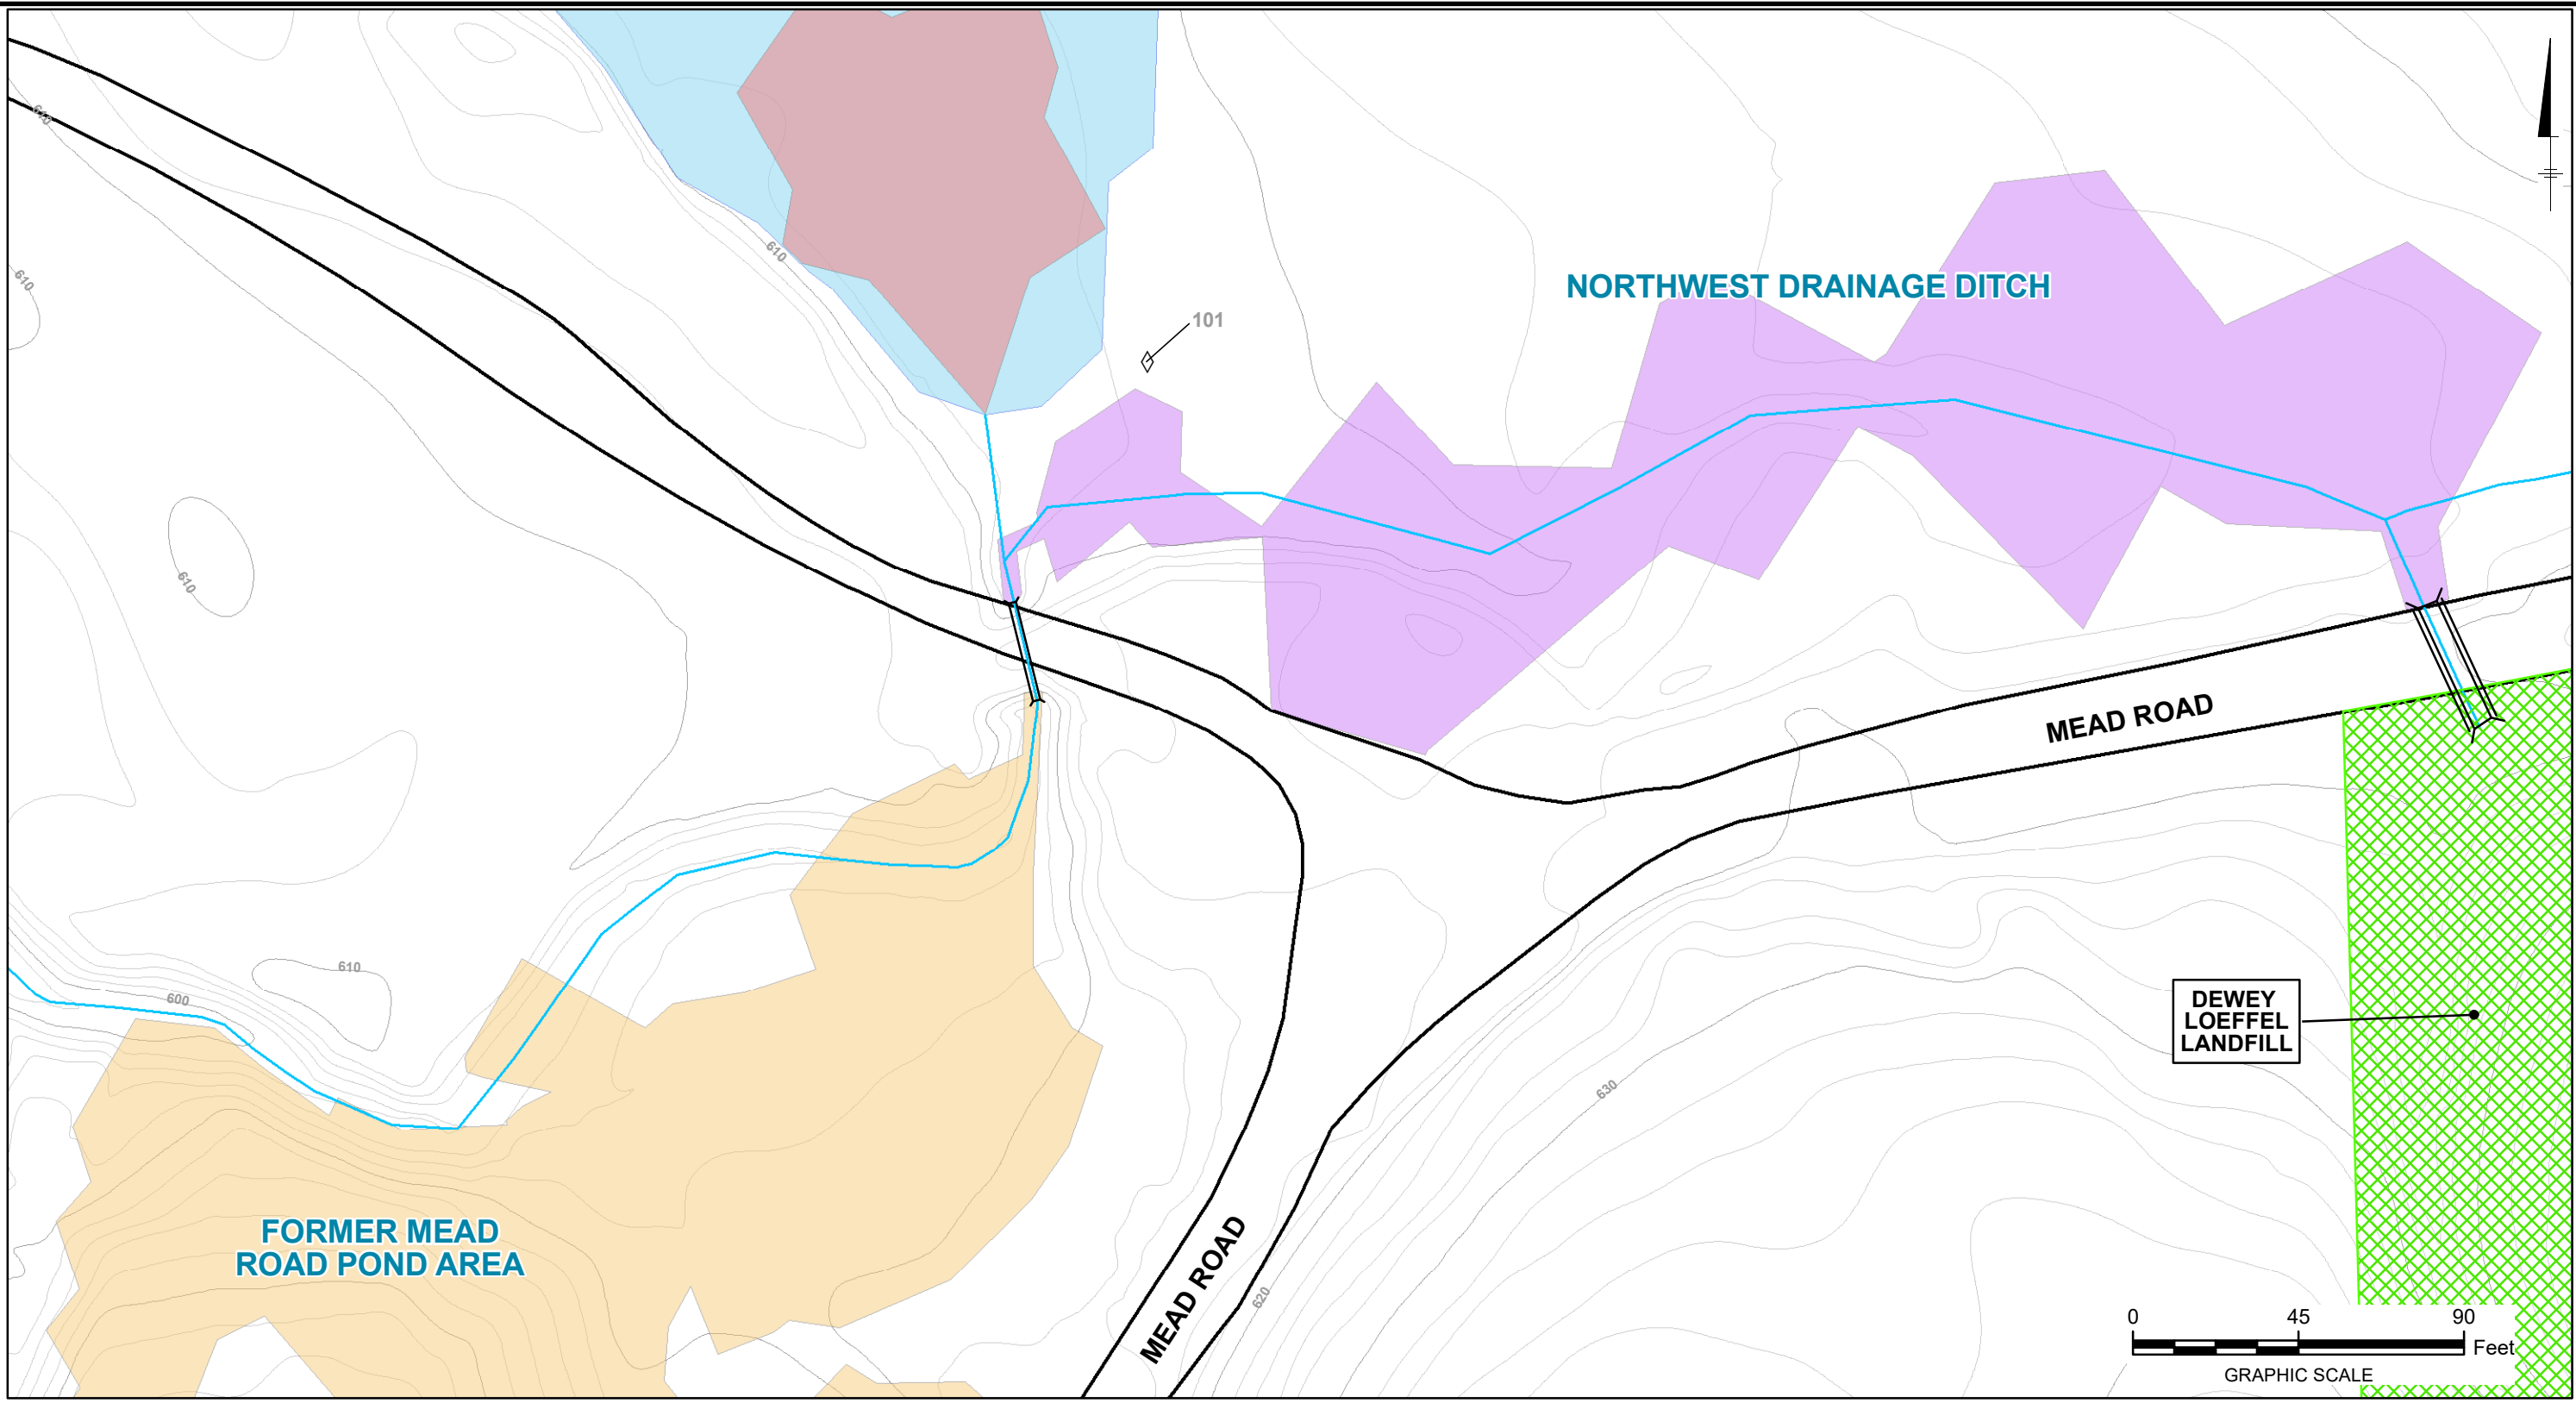 610
610
610
101
NORTHWEST DRAINAGE DITCH
610
MEAD ROAD
610
600
DEWEY
LOEFFEL
LANDFILL
630
FORMER MEAD
ROAD POND AREA
MEAD ROAD
620
0 45 90
Feet
GRAPHIC SCALE